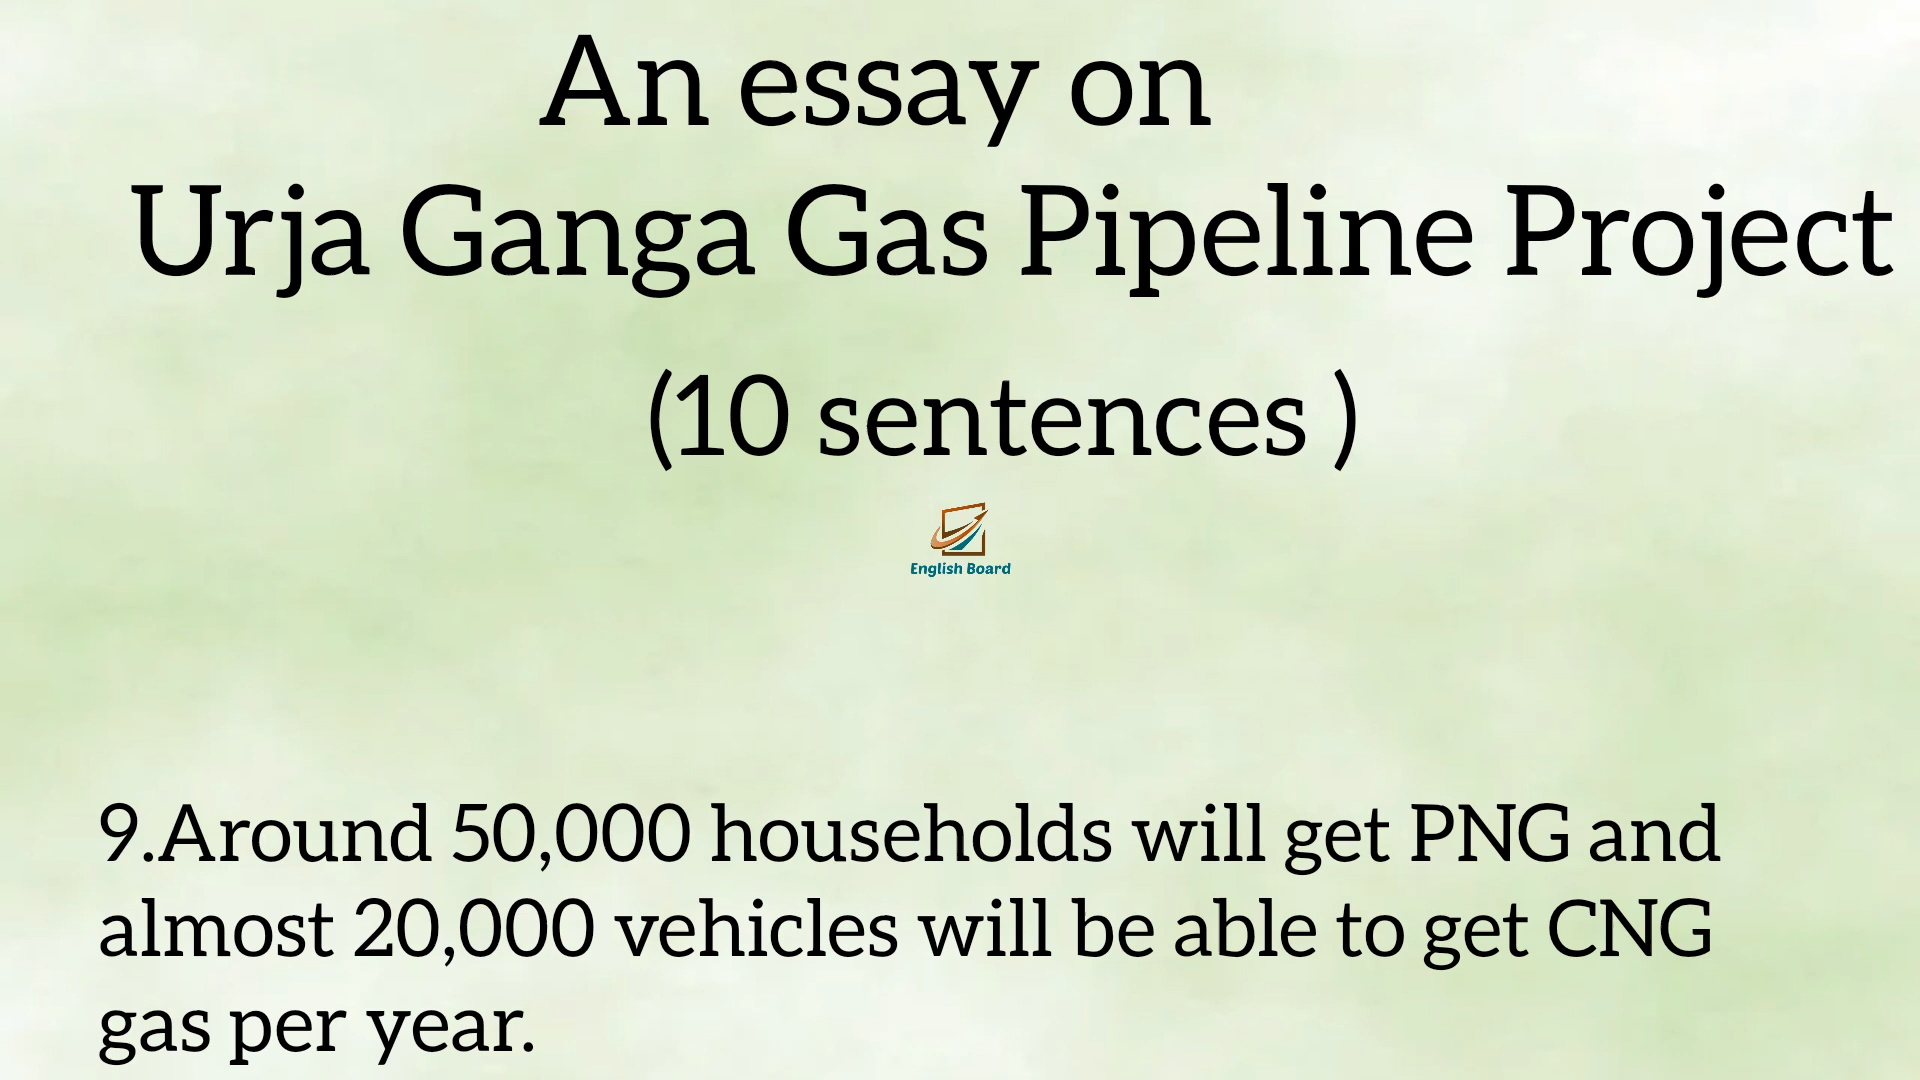 An essay on
Urja Ganga Gas Pipeline Project
(10 sentences )
English Board
9.Around 50,000 households will get PNG and
almost 20,000 vehicles will be able to get CNG
gas per year.